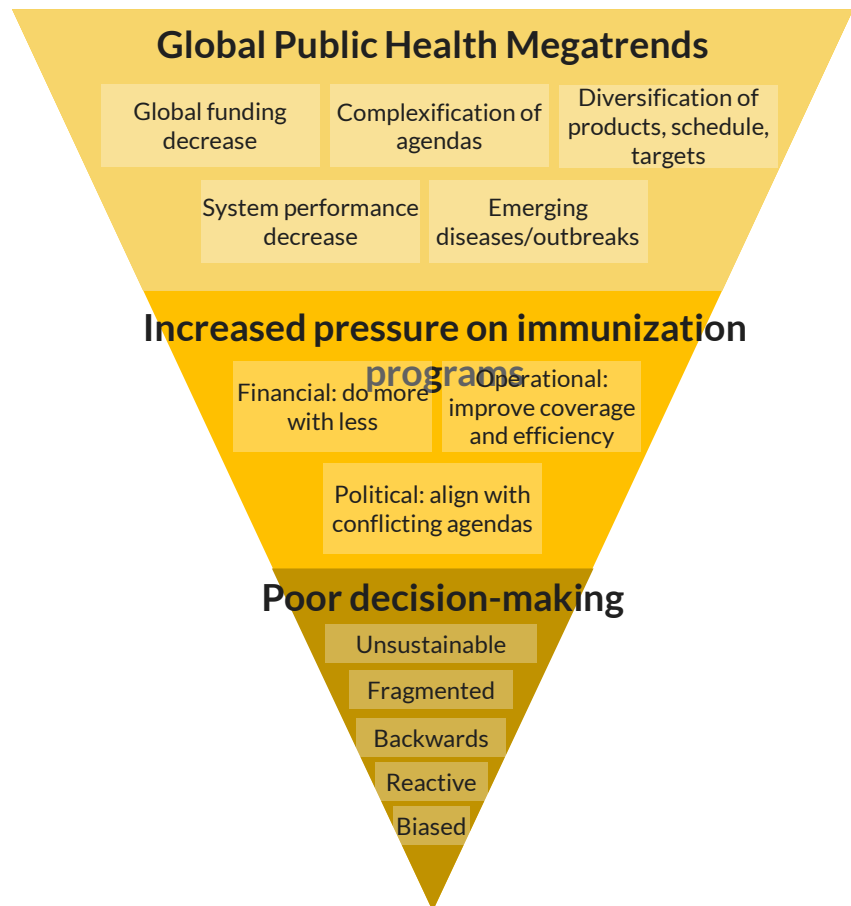 Global Public Health Megatrends
Global funding
decrease
Complexification of
agendas
Diversification of
products, schedule,
targets
System performance
decrease
Emerging
diseases/outbreaks
Increased pressure on immunization
programs
Financial: do more
with less
Operational:
improve coverage
and efficiency
Political: align with
conflicting agendas
Poor decision-making
Unsustainable
Fragmented
Backwards
Reactive
Biased